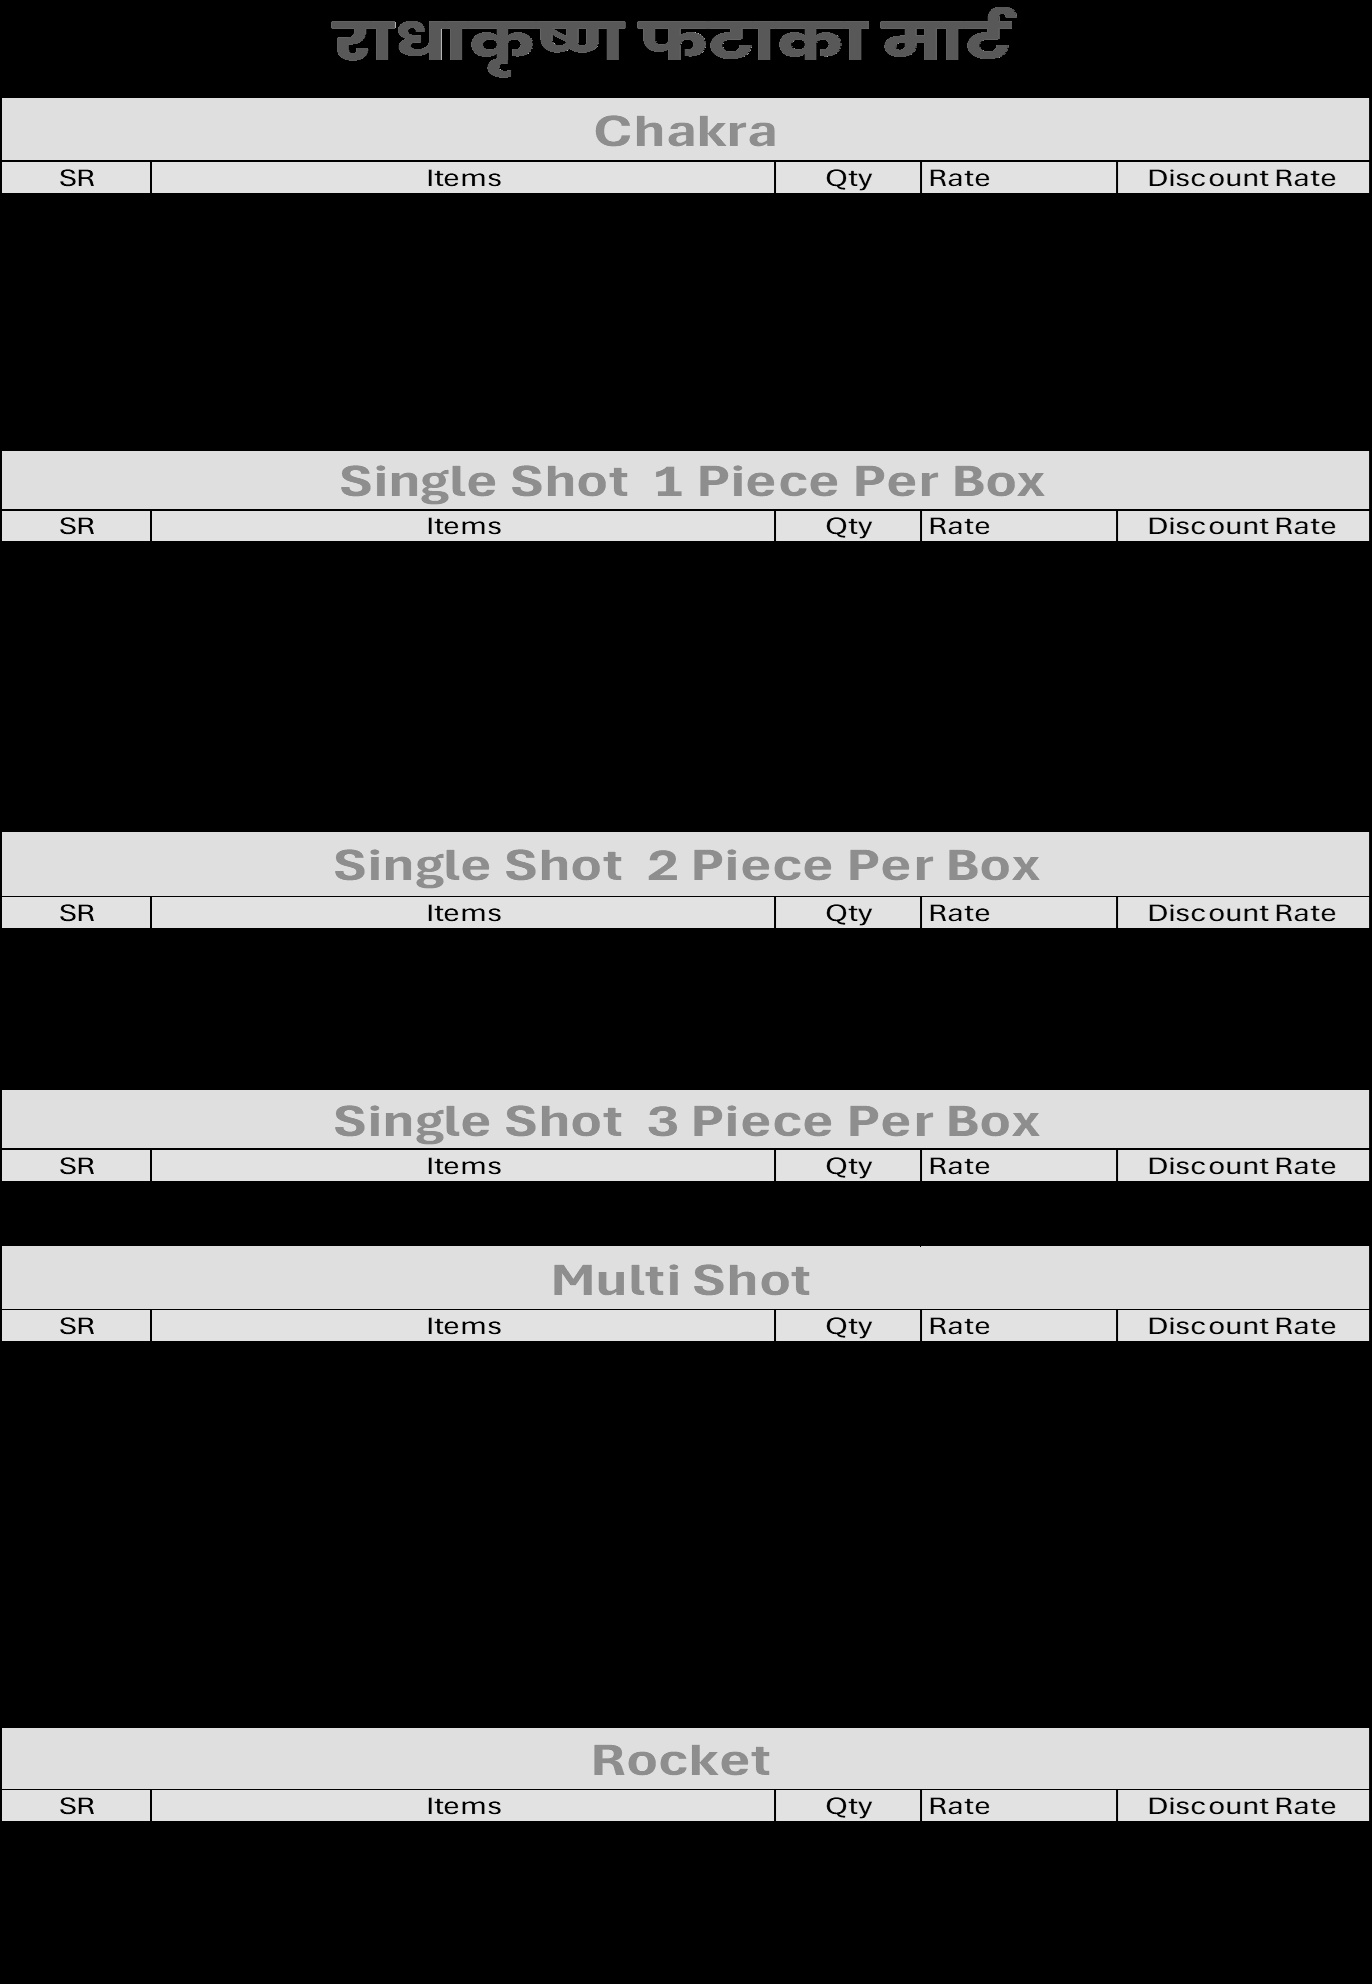 राधाकृष्ण फटाका मार्ट
Chakra
SR Items Qty Rate Discount Rate
Single Shot 1 Piece Per Box
SR Items Qty Rate Discount Rate
Single Shot 2 Piece Per Box
SR Items Qty Rate Discount Rate
Single Shot 3 Piece Per Box
SR Items Qty Rate Discount Rate
Multi Shot
SR Items Qty Rate Discount Rate
Rocket
SR Items Qty Rate Discount Rate